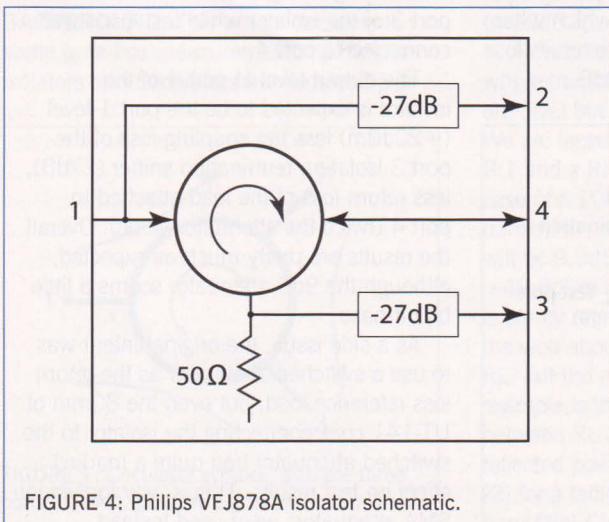 -27dB
2
1
4
-27dB
3
50Ω
FIGURE 4: Philips VFJ878A isolator schematic.